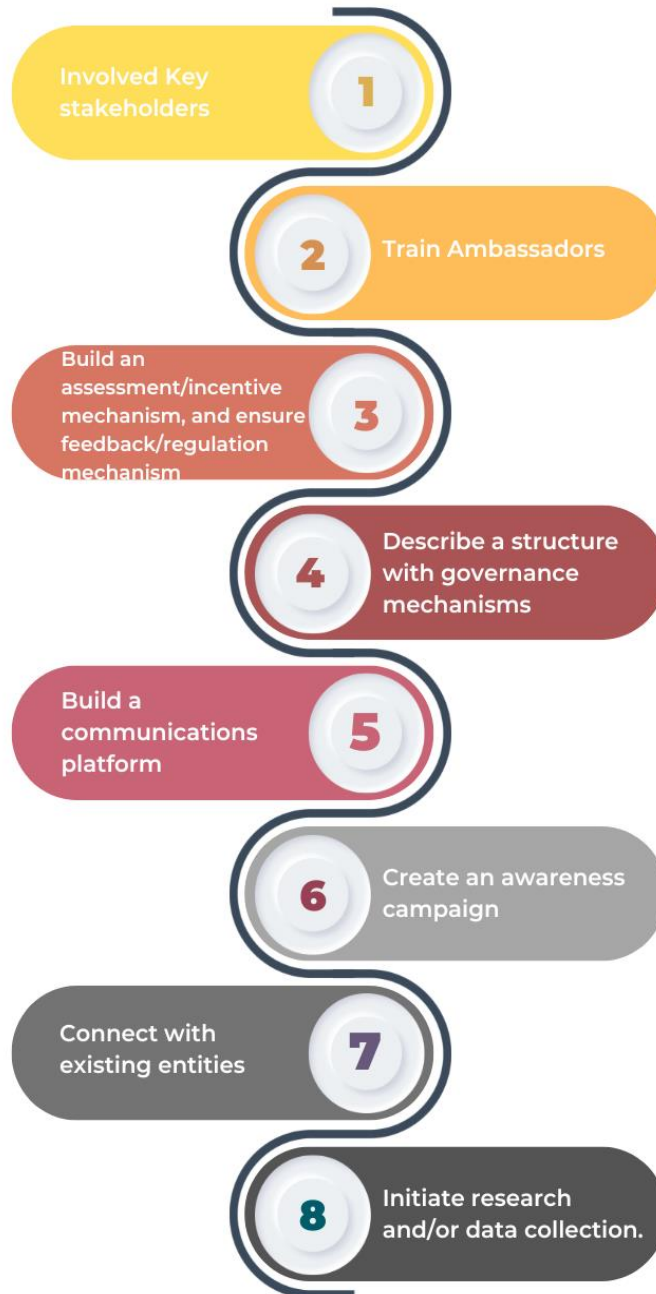 Involved Key
stakeholders
1
2
Train Ambassadors
Build an
assessment/incentive
mechanism, and ensure
feedback/regulation
mechanism
3
4
Describe a structure
with governance
mechanisms
Build a
communications
platform
5
6
Create an awareness
campaign
Connect with
existing entities
7
8
Initiate research
and/or data collection.